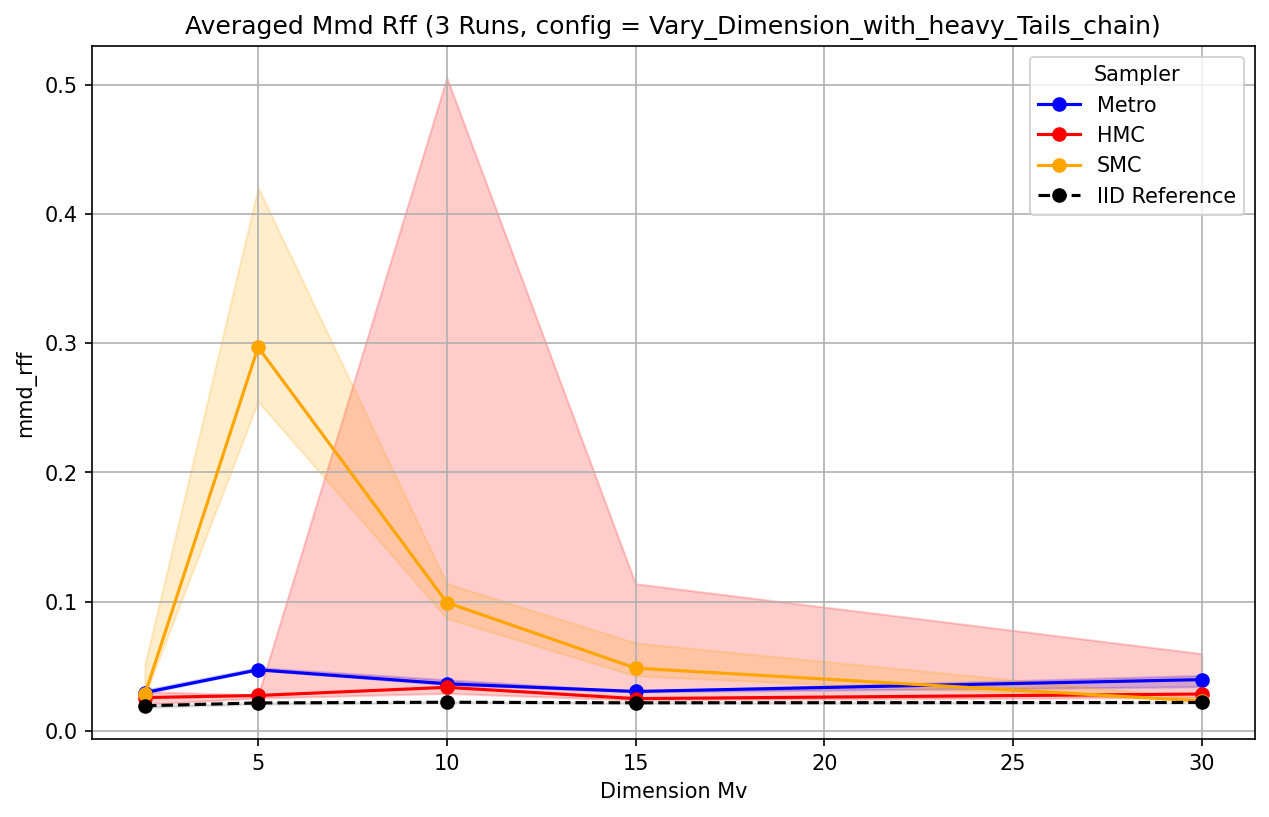 Averaged Mmd Rff (3 Runs, config = Vary_Dimension_with_heavy_Tails_chain)
Sampler
Metro
HMC
SMC
IID Reference
mmd_rff
0.5
0.4
0.3
0.2
0.1
0.0
5 10 15 20 25 30
Dimension Mv